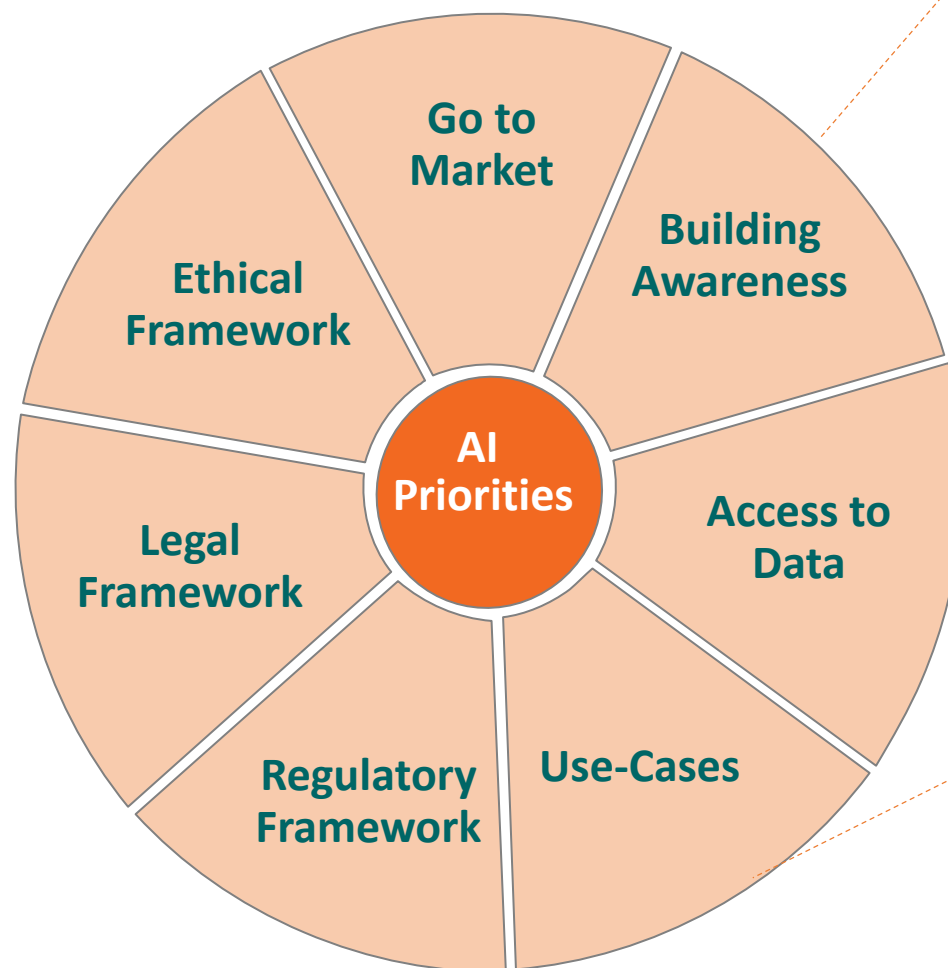 Go to
Market
Building
Awareness
Ethical
Framework
AI
Priorities
Access to
Data
Legal
Framework
Use-Cases
Regulatory
Framework